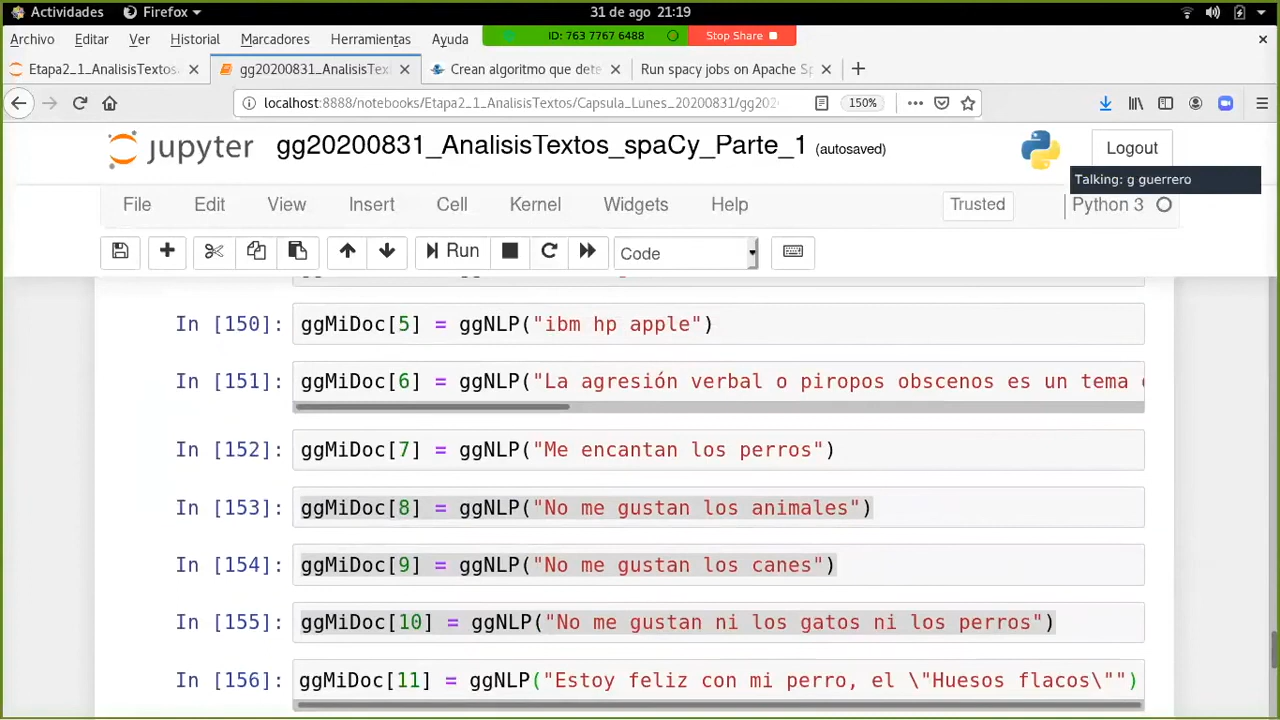 Actividades Firefox 31 de ago 21:19
Archivo Editar Ver Historial Marcadores Herramientas Ayuda ID: 763 7767 6488 Stop Share
Etapa2_1_AnalisisTextos gg20200831_AnalisisTex Crean algoritmo que dete Run spacy jobs on Apache Sp
localhost:8888/notebooks/Etapa2_1_AnalisisTextos/Capsula_Lunes_20200831/gg202 150%
jupyter gg20200831_AnalisisTextos_spaCy_Parte_1 (autosaved) Logout
Talking: g guerrero
File Edit View Insert Cell Kernel Widgets Help Trusted Python 3
Run Code
In [150]: ggMiDoc[5] = ggNLP("ibm hp apple")
In [151]: ggMiDoc[6] = ggNLP("La agresión verbal o piropos obscenos es un tema
In [152]: ggMiDoc[7] = ggNLP("Me encantan los perros")
In [153]: ggMiDoc[8] = ggNLP("No me gustan los animales")
In [154]: ggMiDoc[9] = ggNLP("No me gustan los canes")
In [155]: ggMiDoc[10] = ggNLP("No me gustan ni los gatos ni los perros")
In [156]: ggMiDoc[11] = ggNLP("Estoy feliz con mi perro, el \"Huesos flacos\"")